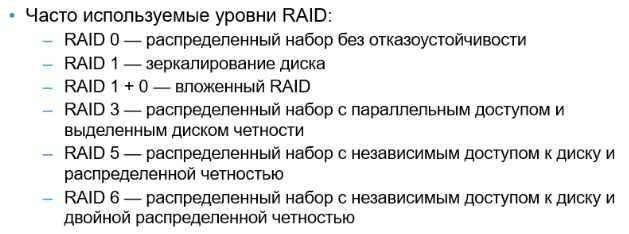 • Часто используемые уровни RAID:
– RAID 0 — распределенный набор без отказоустойчивости
– RAID 1 — зеркалирование диска
– RAID 1 + 0 — вложенный RAID
– RAID 3 — распределенный набор с параллельным доступом и
выделенным диском четности
– RAID 5 — распределенный набор с независимым доступом к диску и
распределенной четностью
– RAID 6 — распределенный набор с независимым доступом к диску и
двойной распределенной четностью